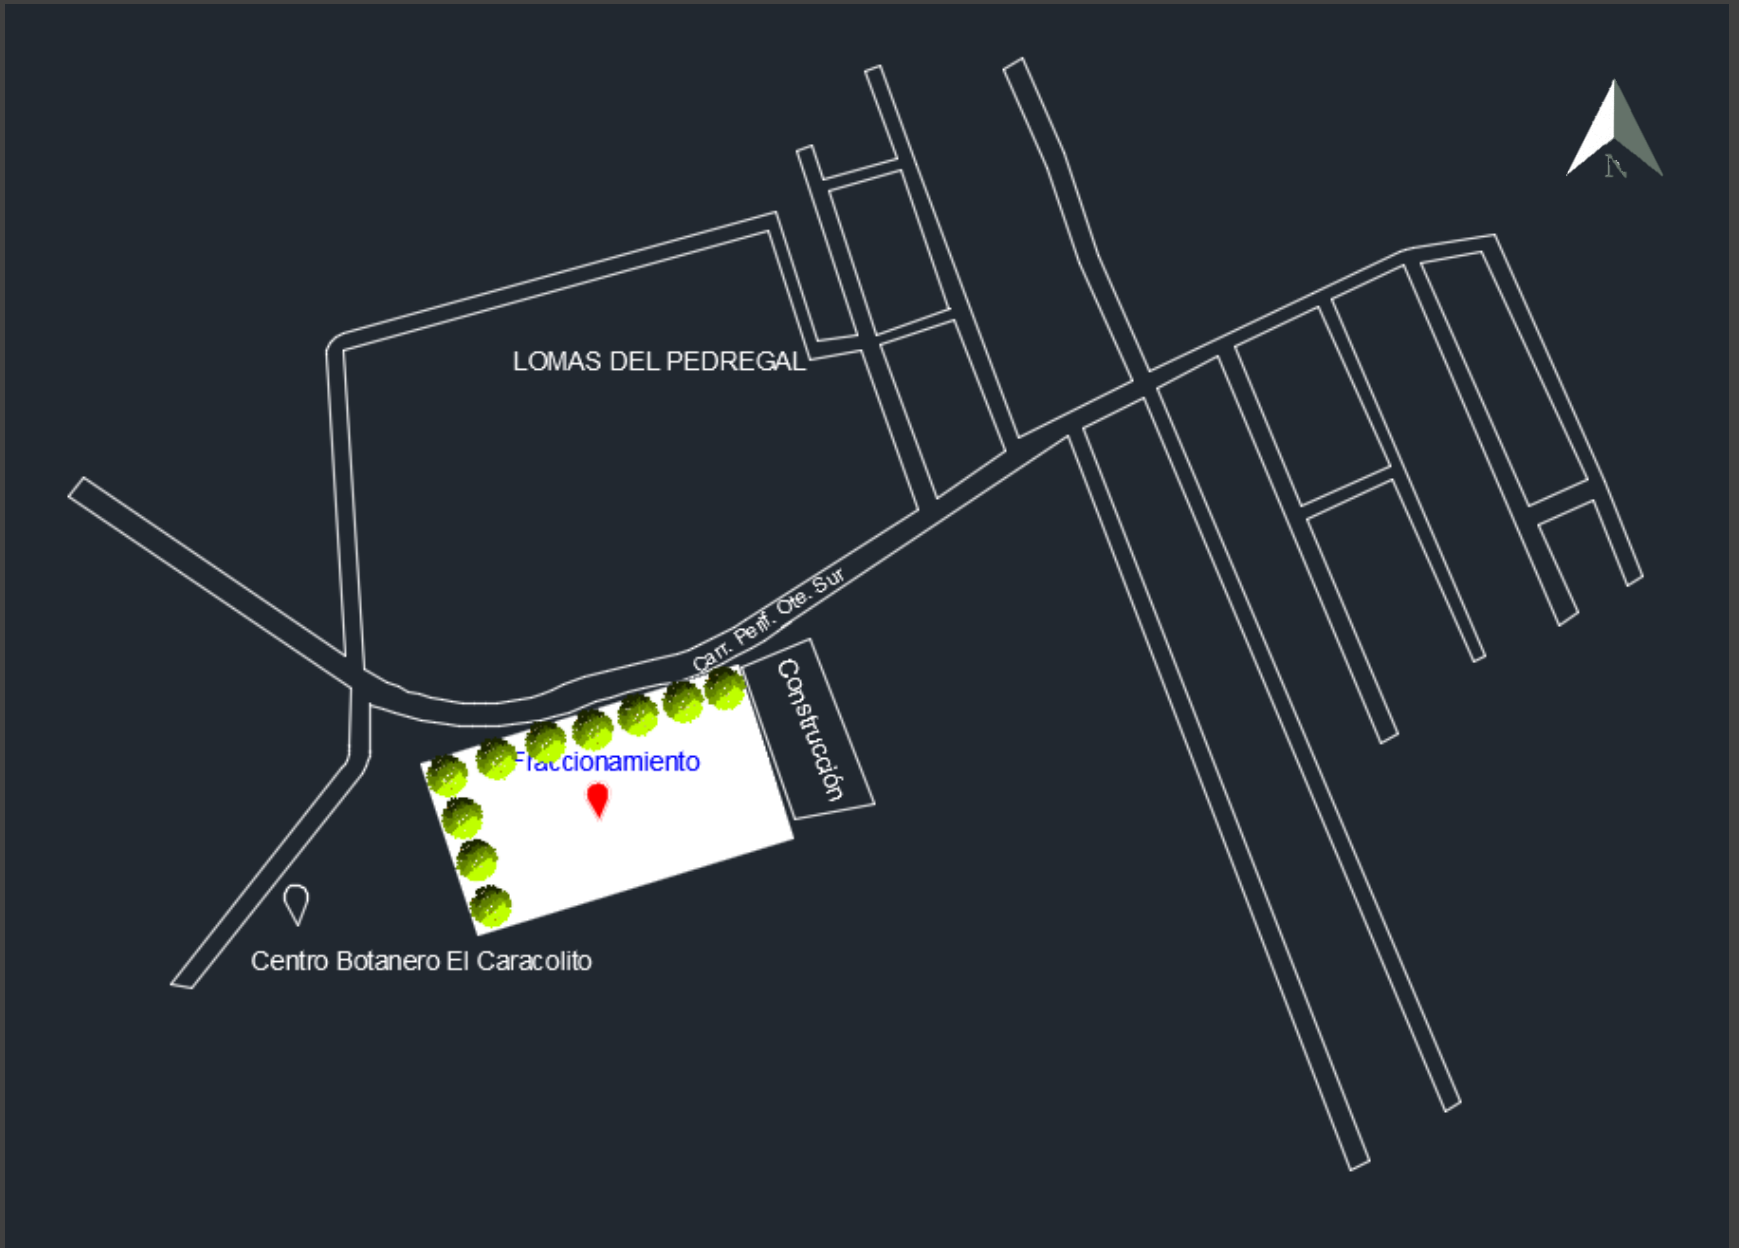 N
LOMAS DEL PEDREGAL
Carr. Perif. Ote. Sur
Construcción
Fraccionamiento
Centro Botanero El Caracolito